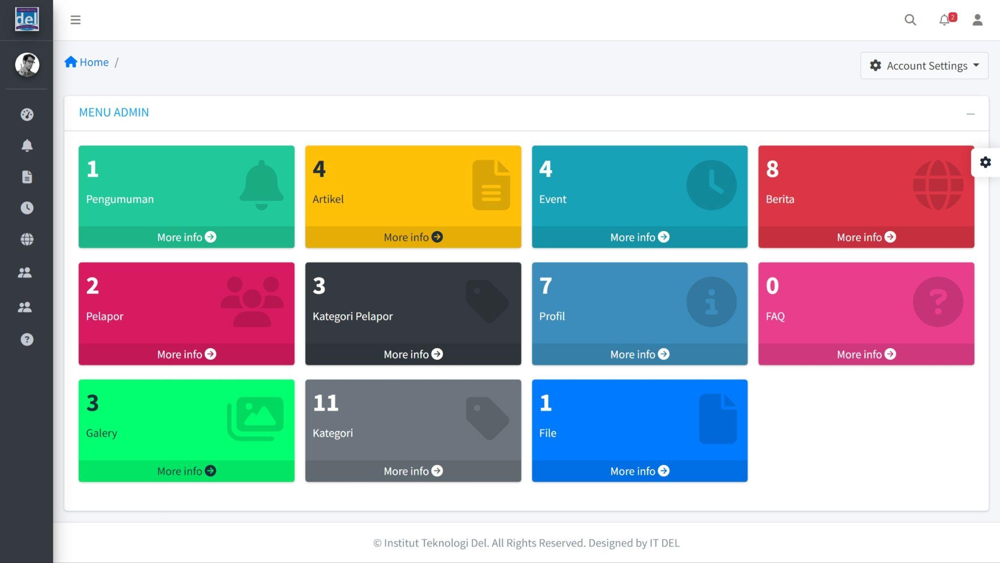 institut teknologi
del
2
Home /
Account Settings
MENU ADMIN
1
Pengumuman
More info
4
Artikel
More info
4
Event
More info
8
Berita
More info
2
Pelapor
More info
3
Kategori Pelapor
More info
7
Profil
More info
0
FAQ
More info
3
Galery
More info
11
Kategori
More info
1
File
More info
© Institut Teknologi Del. All Rights Reserved. Designed by IT DEL